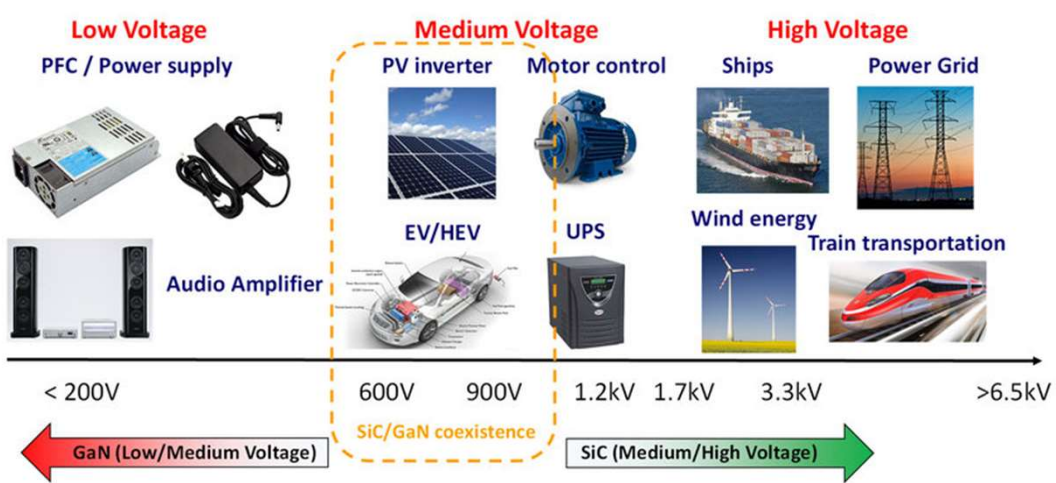 Low Voltage
Medium Voltage
High Voltage
PFC / Power supply
PV inverter
Motor control
Ships
Power Grid
EV/HEV
UPS
Wind energy
Train transportation
Audio Amplifier
< 200V
600V
900V
1.2kV
1.7kV
3.3kV
>6.5kV
SiC/GaN coexistence
GaN (Low/Medium Voltage)
SiC (Medium/High Voltage)